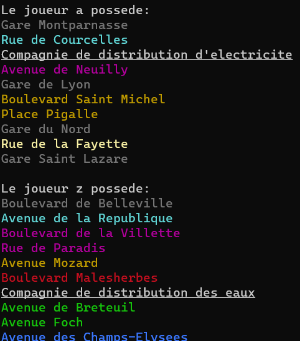 Le joueur a possede:
Gare Montparnasse
Rue de Courcelles
Compagnie de distribution d'electricite
Avenue de Neuilly
Gare de Lyon
Boulevard Saint Michel
Place Pigalle
Gare du Nord
Rue de la Fayette
Gare Saint Lazare
Le joueur z possede:
Boulevard de Belleville
Avenue de la Republique
Boulevard de la Villette
Rue de Paradis
Avenue Mozard
Boulevard Malesherbes
Compagnie de distribution des eaux
Avenue de Breteuil
Avenue Foch
Avenue des Champs-Elysees